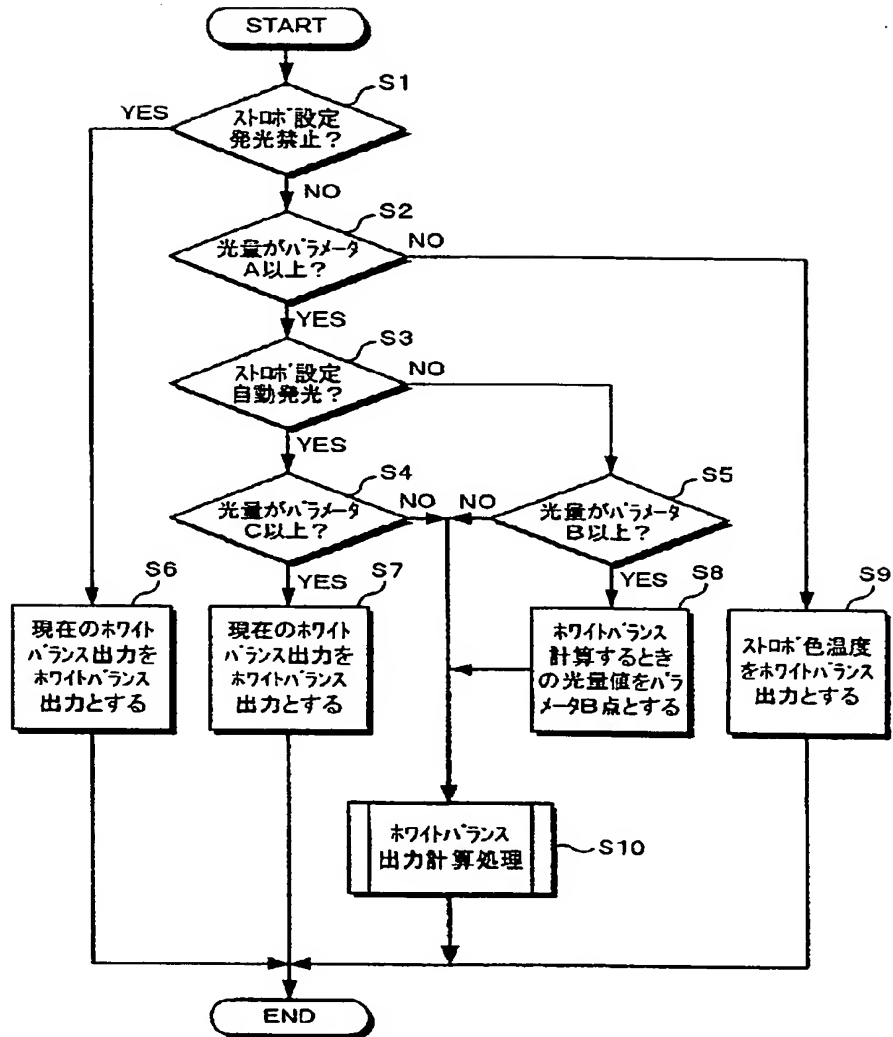 START
S1
YES
ストロボ設定
発光禁止?
NO
S2
光量がパラメータ
A以上?
NO
YES
S3
ストロボ設定
自動発光?
NO
YES
S4
光量がパラメータ
C以上?
NO
NO
S5
光量がパラメータ
B以上?
YES
YES
S6
現在のホワイト
バランス出力を
ホワイトバランス
出力とする
S7
現在のホワイト
バランス出力を
ホワイトバランス
出力とする
S8
ホワイトバランス
計算するとき
の光量値をパラ
メータB点とする
S9
ストロボ色温度
をホワイトバランス
出力とする
ホワイトバランス
出力計算処理
S10
END